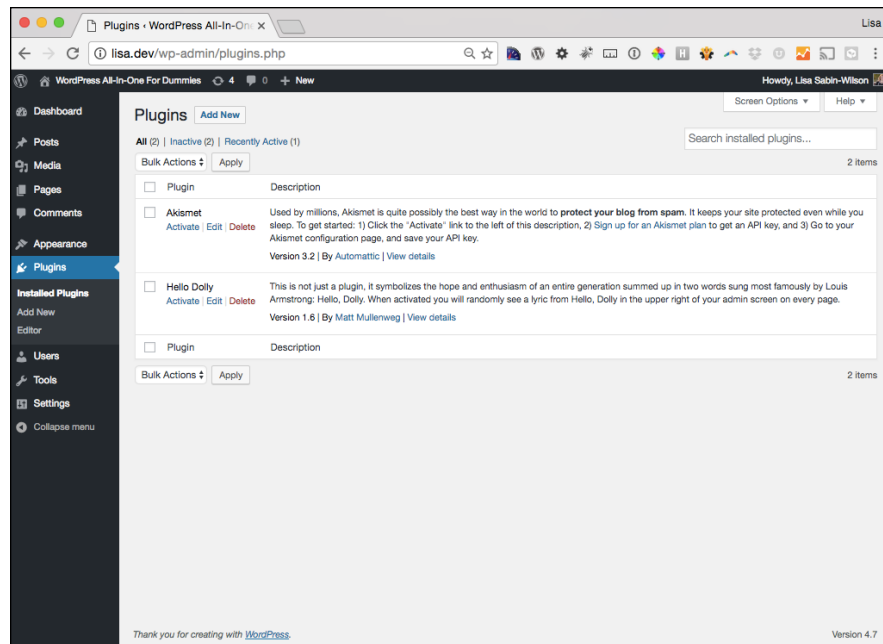 Plugins ‹ WordPress All-In-On
Lisa
lisa.dev/wp-admin/plugins.php
WordPress All-In-One For Dummies 4 0 + New
Howdy, Lisa Sabin-Wilson
Dashboard
Posts
Media
Pages
Comments
Appearance
Plugins
Installed Plugins
Add New
Editor
Users
Tools
Settings
Collapse menu
Screen Options
Help
Plugins Add New
All (2) | Inactive (2) | Recently Active (1)
Search installed plugins...
Bulk Actions Apply
2 items
Plugin Description
Akismet
Activate | Edit | Delete
Used by millions, Akismet is quite possibly the best way in the world to protect your blog from spam. It keeps your site protected even while you
sleep. To get started: 1) Click the "Activate" link to the left of this description, 2) Sign up for an Akismet plan to get an API key, and 3) Go to your
Akismet configuration page, and save your API key.
Version 3.2 | By Automattic | View details
Hello Dolly
Activate | Edit | Delete
This is not just a plugin, it symbolizes the hope and enthusiasm of an entire generation summed up in two words sung most famously by Louis
Armstrong: Hello, Dolly. When activated you will randomly see a lyric from Hello, Dolly in the upper right of your admin screen on every page.
Version 1.6 | By Matt Mullenweg | View details
Plugin Description
Bulk Actions Apply
2 items
Thank you for creating with WordPress.
Version 4.7